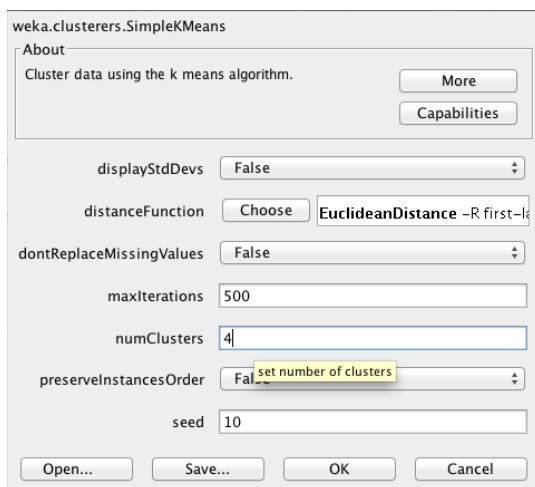 weka.clusterers.SimpleKMeans
About
Cluster data using the k means algorithm.
More
Capabilities
displayStdDevs False
distanceFunction Choose EuclideanDistance -R first-la
dontReplaceMissingValues False
maxIterations 500
numClusters 4
set number of clusters
preserveInstancesOrder
seed 10
Open... Save... OK Cancel